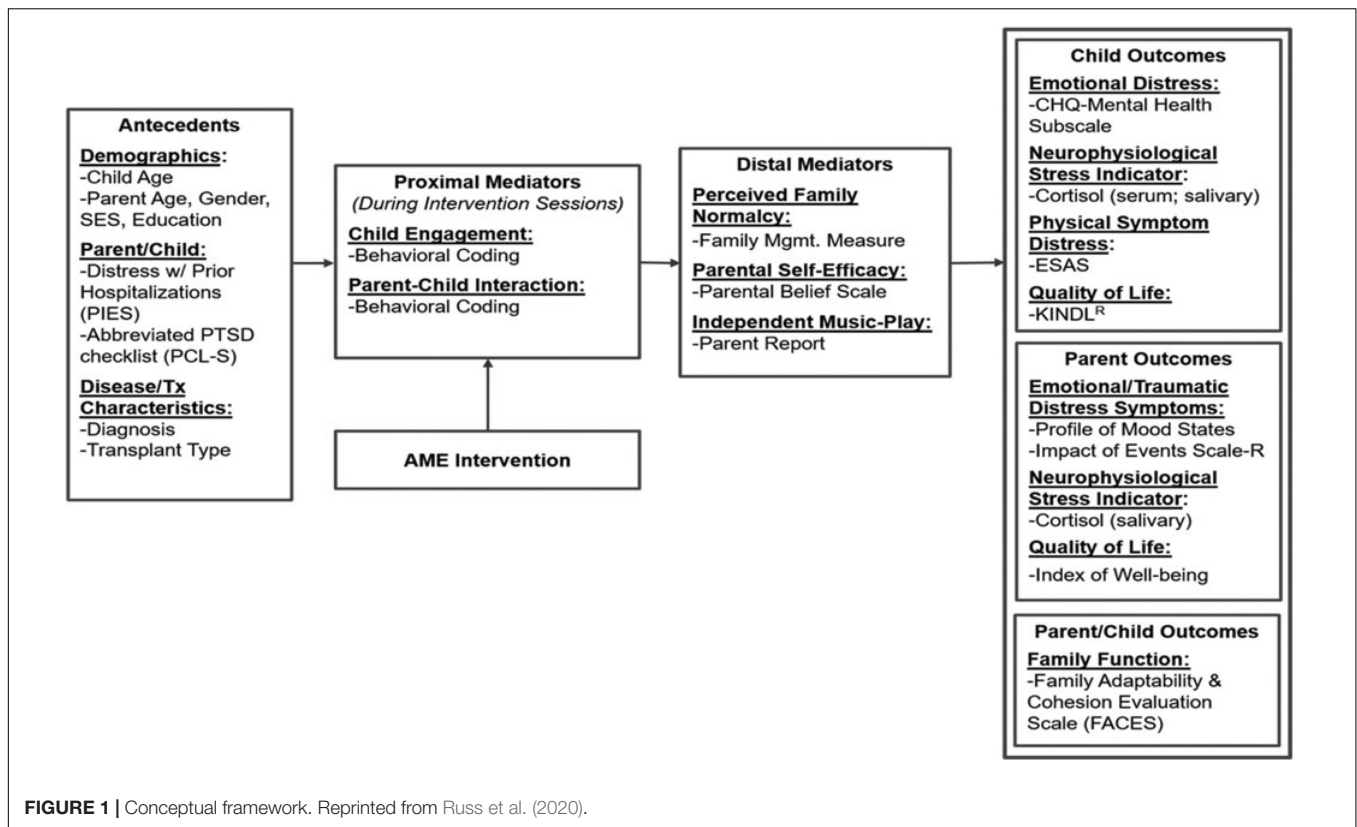 Antecedents
Demographics:
-Child Age
-Parent Age, Gender,
SES, Education
Parent/Child:
-Distress w/ Prior
Hospitalizations
(PIES)
-Abbreviated PTSD
checklist (PCL-S)
Disease/Tx
Characteristics:
-Diagnosis
-Transplant Type
Proximal Mediators
(During Intervention Sessions)
Child Engagement:
-Behavioral Coding
Parent-Child Interaction:
-Behavioral Coding
AME Intervention
Distal Mediators
Perceived Family
Normalcy:
-Family Mgmt. Measure
Parental Self-Efficacy:
-Parental Belief Scale
Independent Music-Play:
-Parent Report
Child Outcomes
Emotional Distress:
-CHQ-Mental Health
Subscale
Neurophysiological
Stress Indicator:
-Cortisol (serum; salivary)
Physical Symptom
Distress:
-ESAS
Quality of Life:
-KINDLᴿ
Parent Outcomes
Emotional/Traumatic
Distress Symptoms:
-Profile of Mood States
-Impact of Events Scale-R
Neurophysiological
Stress Indicator:
-Cortisol (salivary)
Quality of Life:
-Index of Well-being
Parent/Child Outcomes
Family Function:
-Family Adaptability &
Cohesion Evaluation
Scale (FACES)
FIGURE 1 | Conceptual framework. Reprinted from Russ et al. (2020).